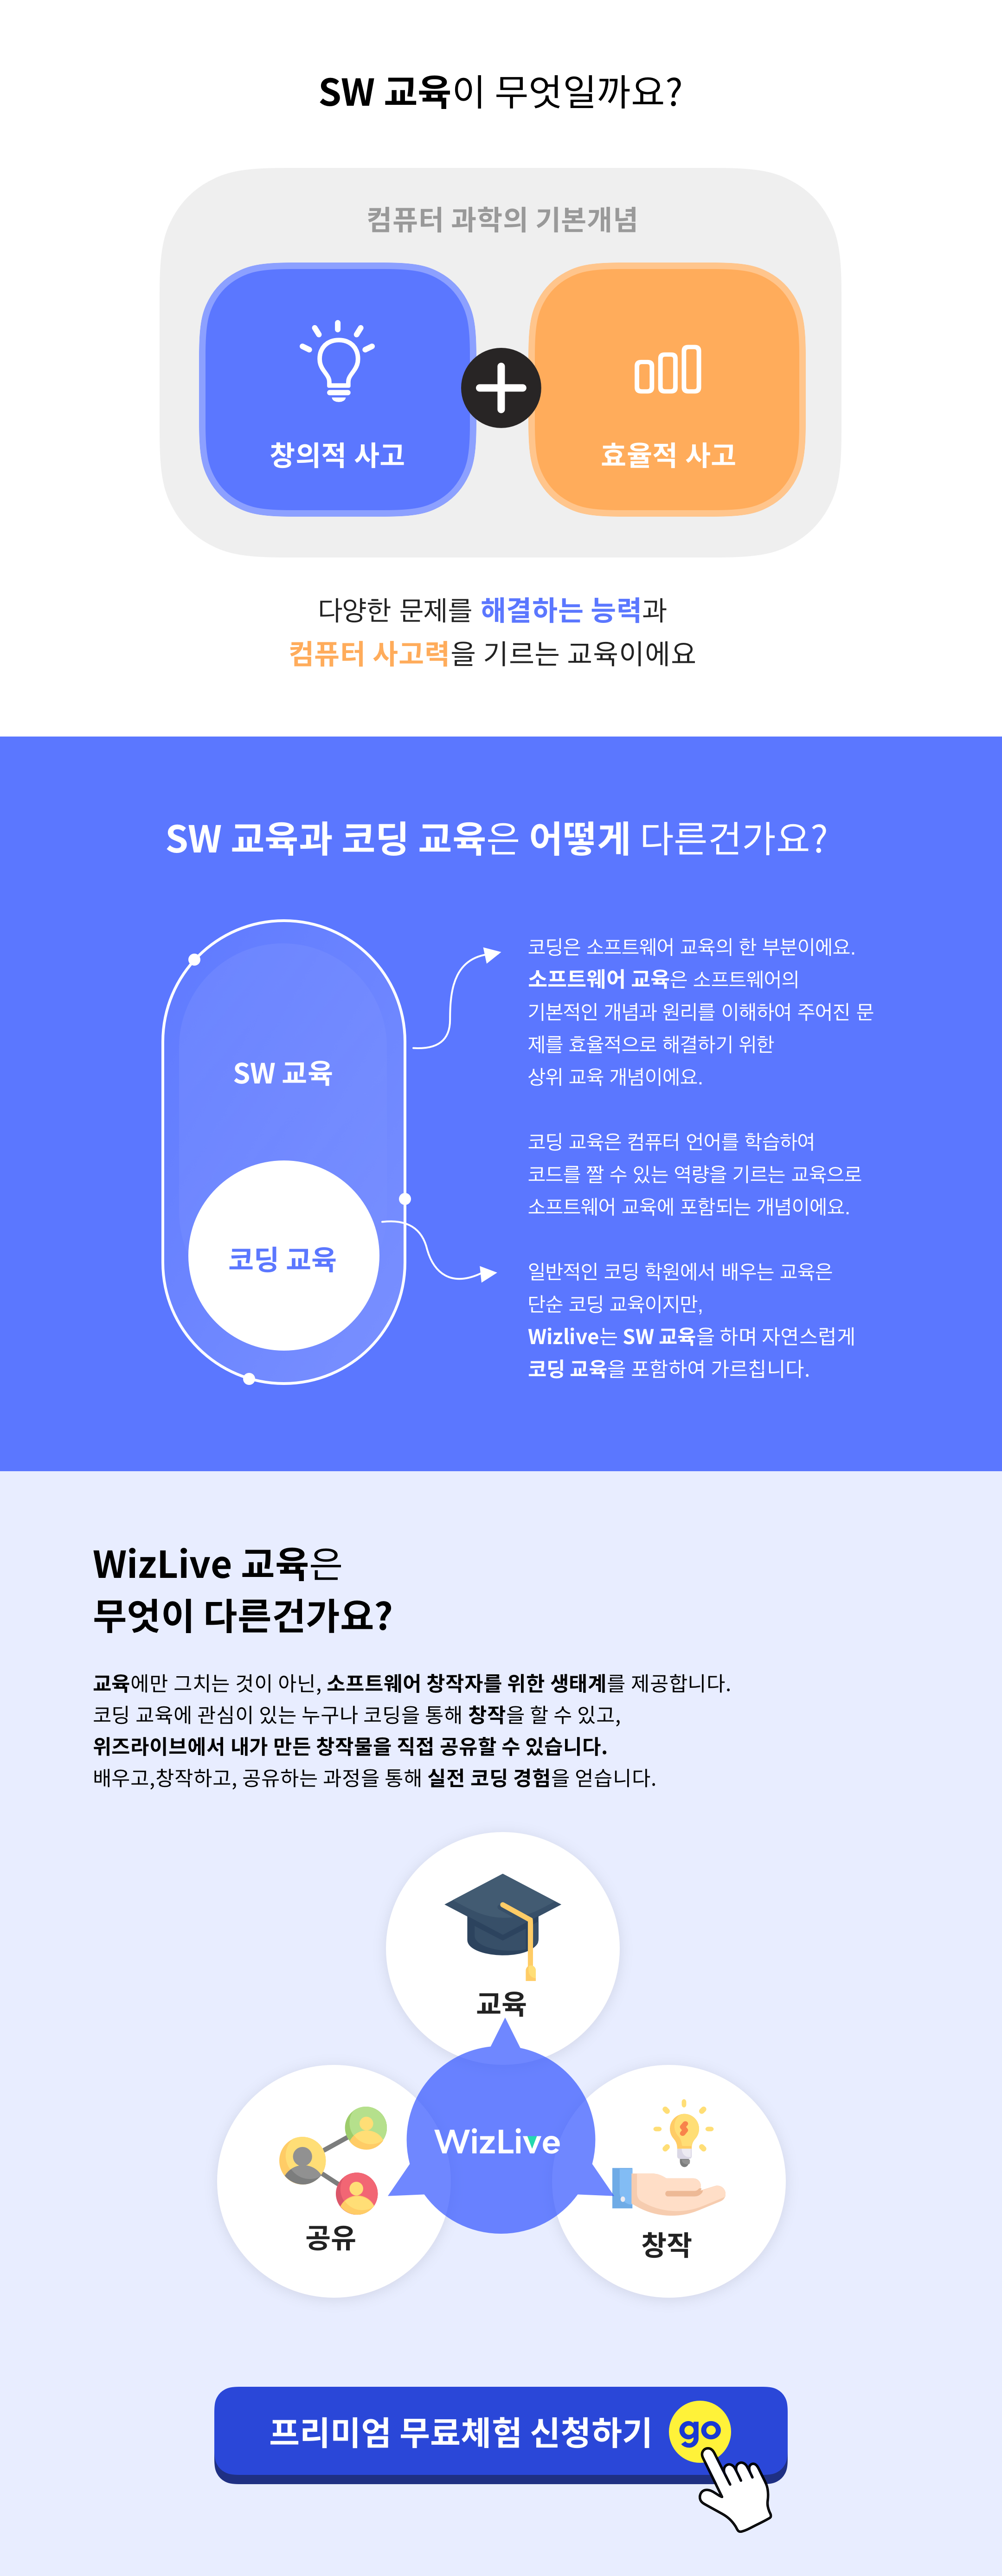 SW 교육이 무엇일까요?
컴퓨터 과학의 기본개념
창의적 사고
효율적 사고
다양한 문제를 해결하는 능력과
컴퓨터 사고력을 기르는 교육이에요
SW 교육과 코딩 교육은 어떻게 다른건가요?
SW 교육
코딩 교육
코딩은 소프트웨어 교육의 한 부분이에요.
소프트웨어 교육은 소프트웨어의
기본적인 개념과 원리를 이해하여 주어진 문
제를 효율적으로 해결하기 위한
상위 교육 개념이에요.
코딩 교육은 컴퓨터 언어를 학습하여
코드를 짤 수 있는 역량을 기르는 교육으로
소프트웨어 교육에 포함되는 개념이에요.
일반적인 코딩 학원에서 배우는 교육은
단순 코딩 교육이지만,
Wizlive는 SW 교육을 하며 자연스럽게
코딩 교육을 포함하여 가르칩니다.
WizLive 교육은
무엇이 다른건가요?
교육에만 그치는 것이 아닌, 소프트웨어 창작자를 위한 생태계를 제공합니다.
코딩 교육에 관심이 있는 누구나 코딩을 통해 창작을 할 수 있고,
위즈라이브에서 내가 만든 창작물을 직접 공유할 수 있습니다.
배우고,창작하고, 공유하는 과정을 통해 실전 코딩 경험을 얻습니다.
교육
WizLive
공유
창작
프리미엄 무료체험 신청하기 go